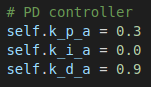 # PD controller
self.k_p_a = 0.3
self.k_i_a = 0.0
self.k_d_a = 0.9